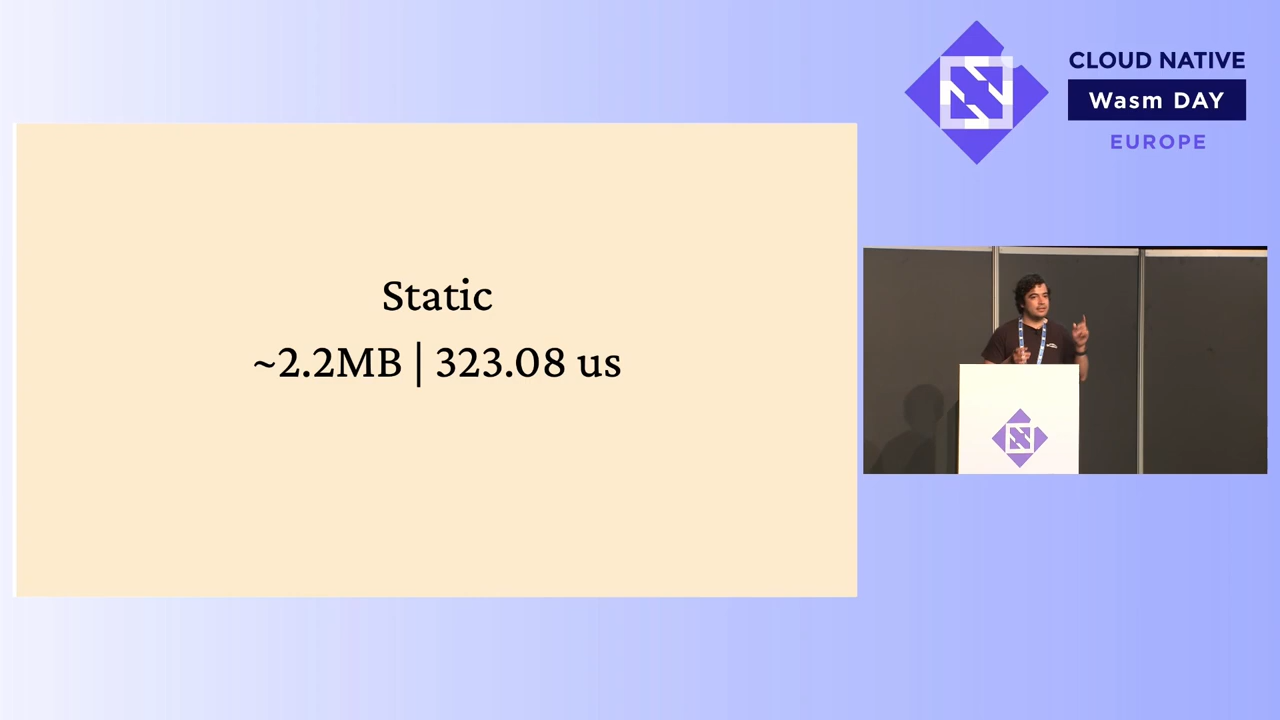 CLOUD NATIVE
Wasm DAY
EUROPE
Static
~2.2MB | 323.08 us